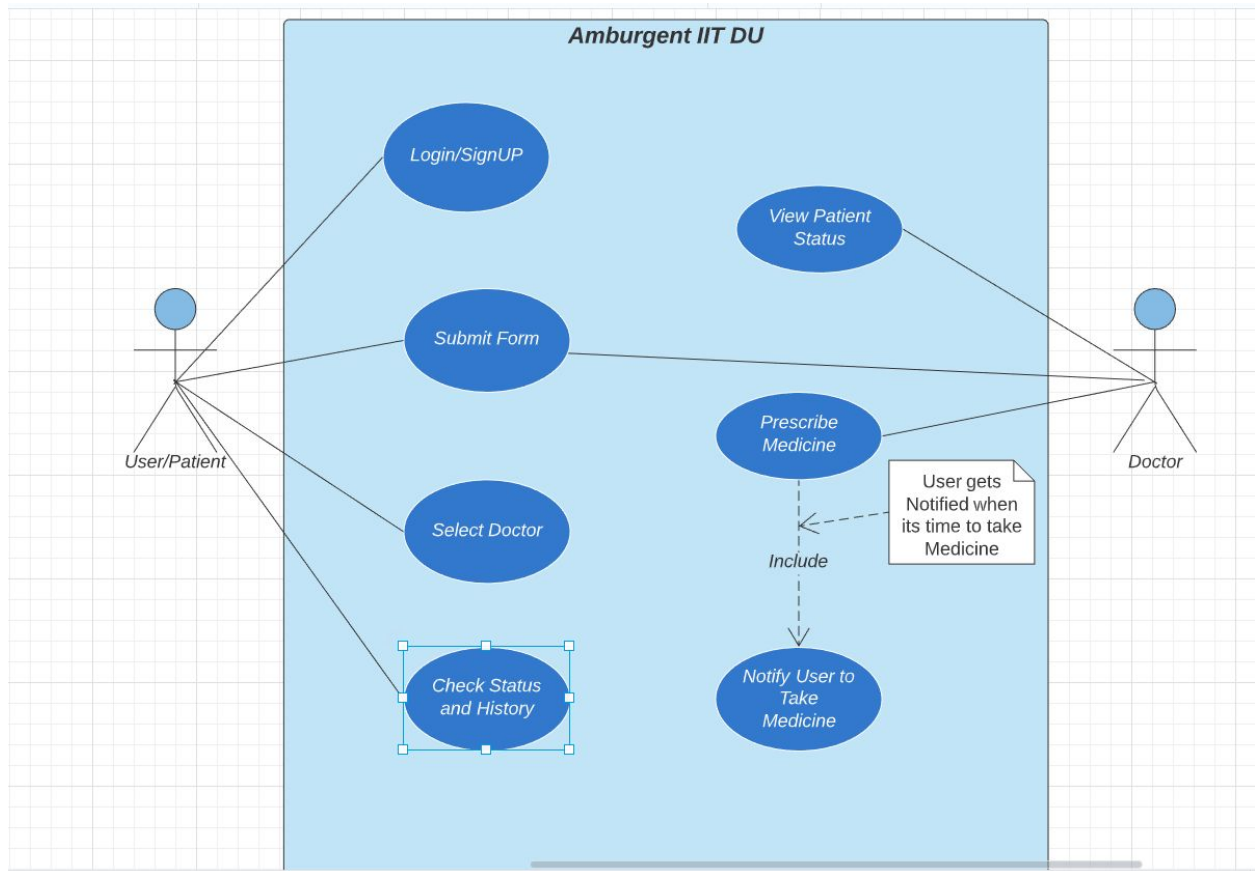 Amburgent IIT DU
Login/SignUP
View Patient
Status
Submit Form
Prescribe
Medicine
User/Patient
Doctor
User gets
Notified when
its time to take
Medicine
Select Doctor
Include
Check Status
and History
Notify User to
Take
Medicine